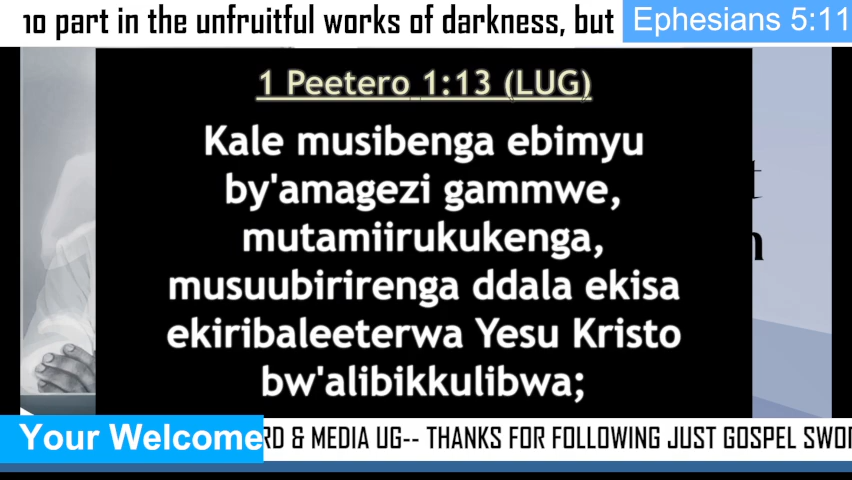 no part in the unfruitful works of darkness, but
Ephesians 5:11
1 Peetero 1:13 (LUG)
Kale musibenga ebimyu
by'amagezi gammwe,
mutamiirukukenga,
musuubirirenga ddala ekisa
ekiribaleeterwa Yesu Kristo
bw'alibikkulibwa;
Your Welcome
& MEDIA UG-- THANKS FOR FOLLOWING JUST GOSPEL